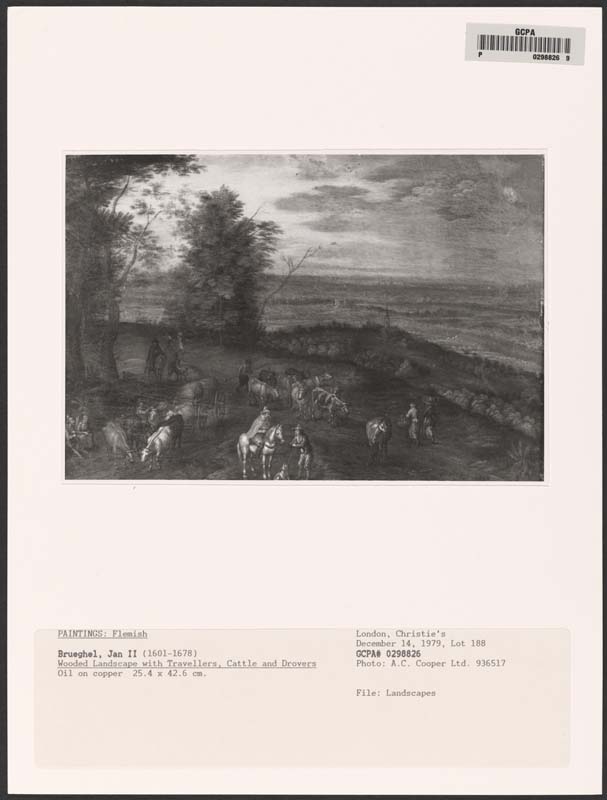 GCPA
P 0298826 9
PAINTINGS: Flemish
Brueghel, Jan II (1601-1678)
Wooded Landscape with Travellers, Cattle and Drovers
Oil on copper 25.4 x 42.6 cm.
London, Christie's
December 14, 1979, Lot 188
GCPA# 0298826
Photo: A.C. Cooper Ltd. 936517
File: Landscapes